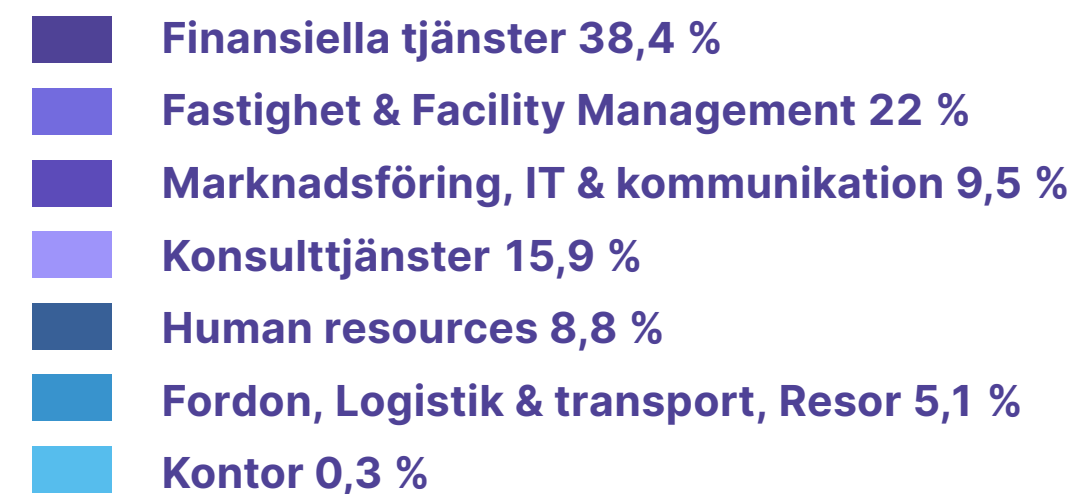 Finansiella tjänster 38,4 %
Fastighet & Facility Management 22 %
Marknadsföring, IT & kommunikation 9,5 %
Konsulttjänster 15,9 %
Human resources 8,8 %
Fordon, Logistik & transport, Resor 5,1 %
Kontor 0,3 %